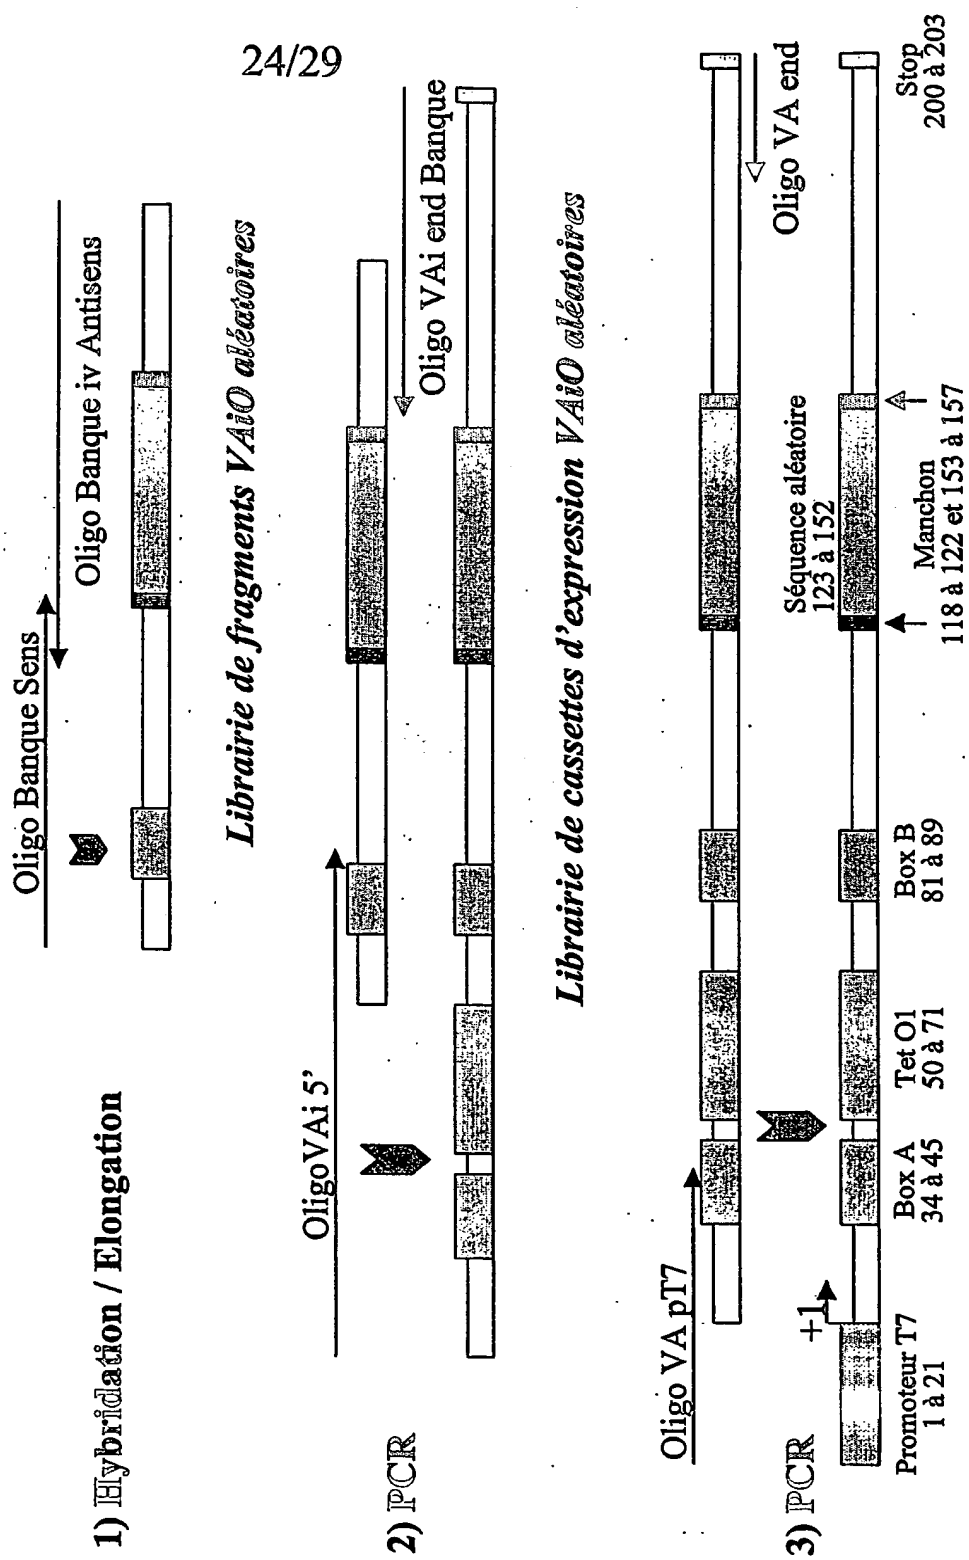 24/29
1) Hybridation / Elongation
Oligo Banque Sens
Oligo Banque iv Antisens
Librairie de fragments VAiO aléatoires
2) PCR
OligoVAi 5'
Oligo VAi end Banque
Librairie de cassettes d'expression VAiO aléatoires
3) PCR
Oligo VA pT7
Oligo VA end
+1
Séquence aléatoire
123 à 152
Promoteur T7
1 à 21
Box A
34 à 45
Tet O1
50 à 71
Box B
81 à 89
Manchon
118 à 122 et 153 à 157
Stop
200 à 203